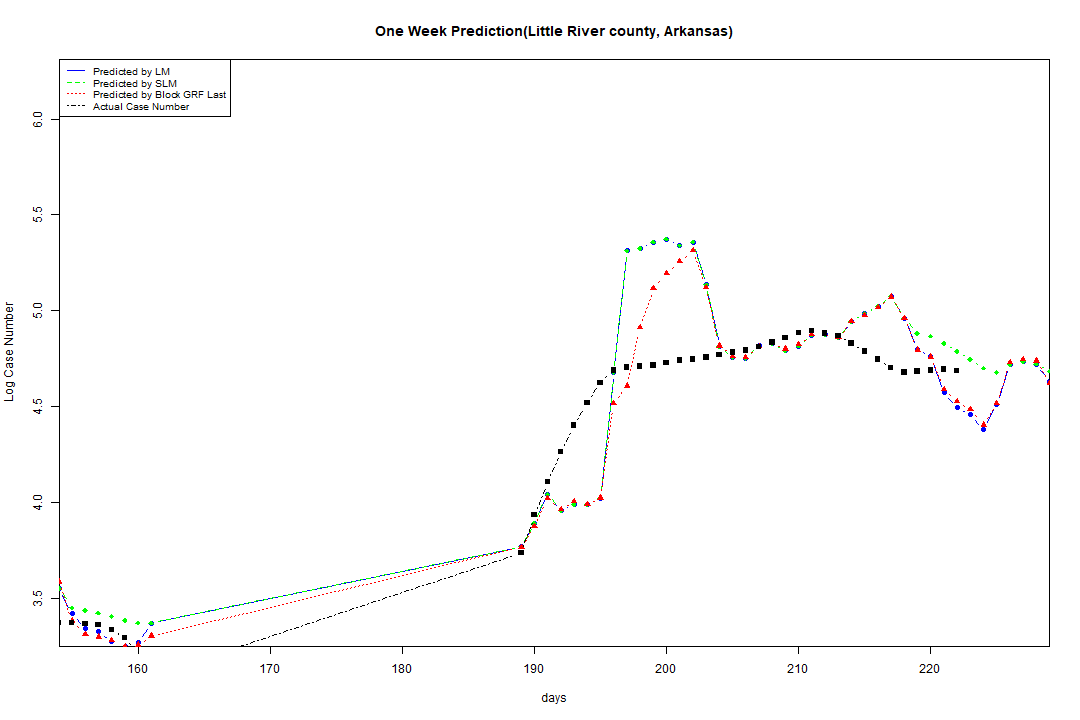 One Week Prediction(Little River county, Arkansas)
Predicted by LM
Predicted by SLM
Predicted by Block GRF Last
Actual Case Number
Log Case Number
6.0
5.5
5.0
4.5
4.0
3.5
160 170 180 190 200 210 220
days